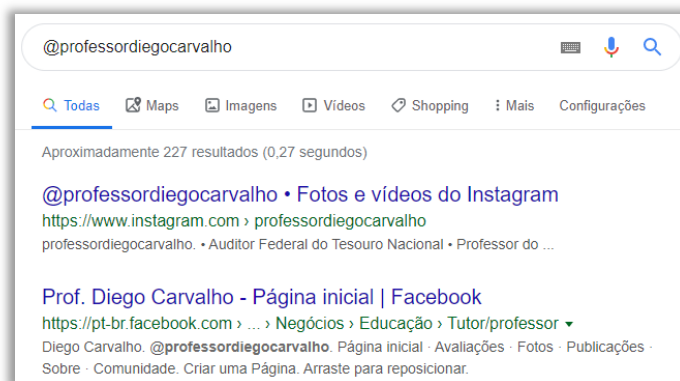 @professordiegocarvalho
Todas Maps Imagens Vídeos Shopping Mais Configurações
Aproximadamente 227 resultados (0,27 segundos)
@professordiegocarvalho • Fotos e vídeos do Instagram
https://www.instagram.com › professordiegocarvalho
professordiegocarvalho. • Auditor Federal do Tesouro Nacional • Professor do ...
Prof. Diego Carvalho - Página inicial | Facebook
https://pt-br.facebook.com › ... › Negócios › Educação › Tutor/professor
Diego Carvalho. @professordiegocarvalho. Página inicial · Avaliações · Fotos · Publicações ·
Sobre · Comunidade. Criar uma Página. Arraste para reposicionar.